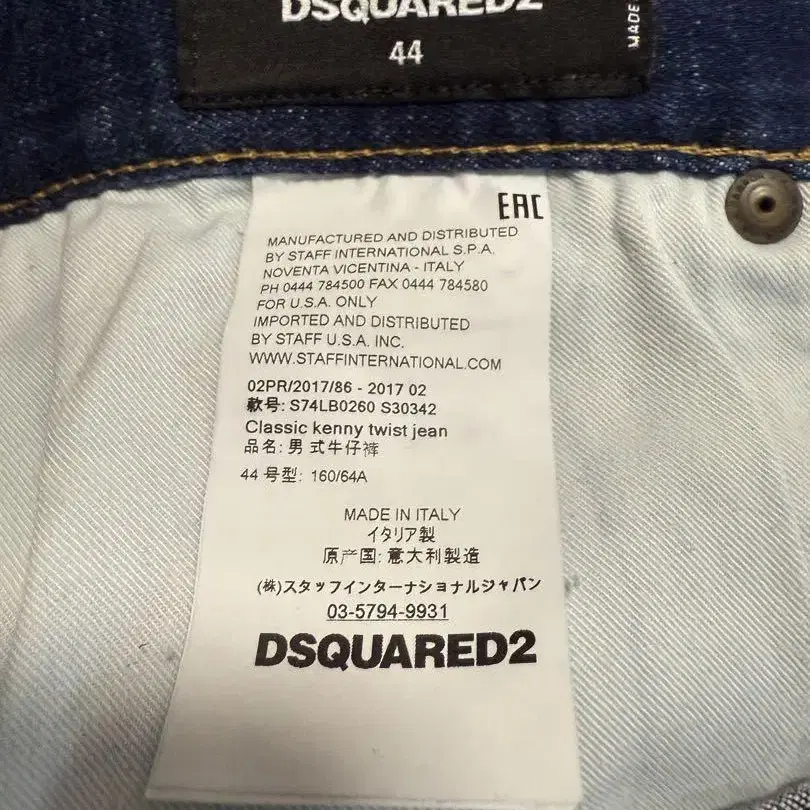 DSQUARED2
44
MADE
EAC
MANUFACTURED AND DISTRIBUTED
BY STAFF INTERNATIONAL S.P.A.
NOVENTA VICENTINA - ITALY
PH 0444 784500 FAX 0444 784580
FOR U.S.A. ONLY
IMPORTED AND DISTRIBUTED
BY STAFF U.S.A. INC.
WWW.STAFFINTERNATIONAL.COM
02PR/2017/86 - 2017 02
款号: S74LB0260 S30342
Classic kenny twist jean
品名: 男 式牛仔裤
44 号型: 160/64A
MADE IN ITALY
イタリア製
原产国: 意大利製造
(株)スタッフインターナショナルジャパン
03-5794-9931
DSQUARED2